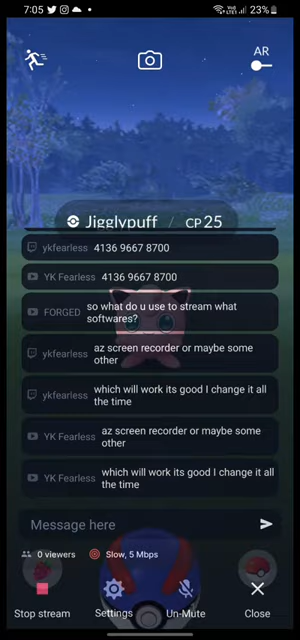 7:05
23%
AR
Jigglypuff / CP25
ykfearless 4136 9667 8700
YK Fearless 4136 9667 8700
FORGED so what do u use to stream what
softwares?
ykfearless az screen recorder or maybe some
other
ykfearless which will work its good I change it all
the time
YK Fearless az screen recorder or maybe some
other
YK Fearless which will work its good I change it all
the time
Message here
0 viewers Slow, 5 Mbps
Stop stream Settings Un-Mute Close